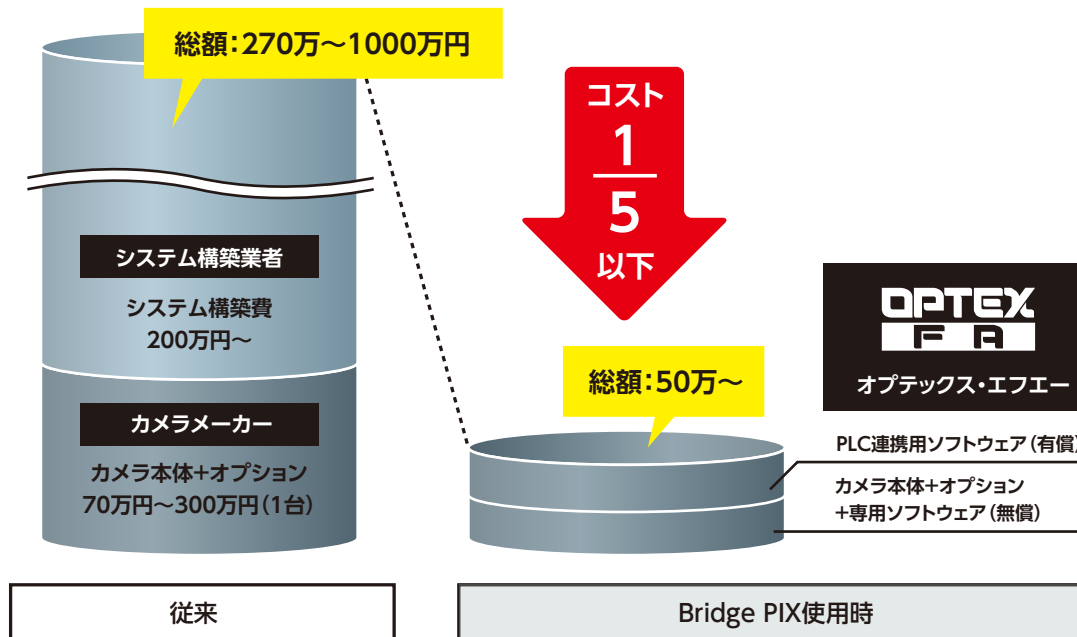 総額：270万～1000万円
システム構築業者
システム構築費
200万円～
カメラメーカー
カメラ本体+オプション
70万円～300万円（1台）
従来
コスト
1
5
以下
総額：50万～
OPTEX
FA
オプテックス・エフエー
PLC連携用ソフトウェア（有償）
カメラ本体+オプション
+専用ソフトウェア（無償）
Bridge PIX使用時